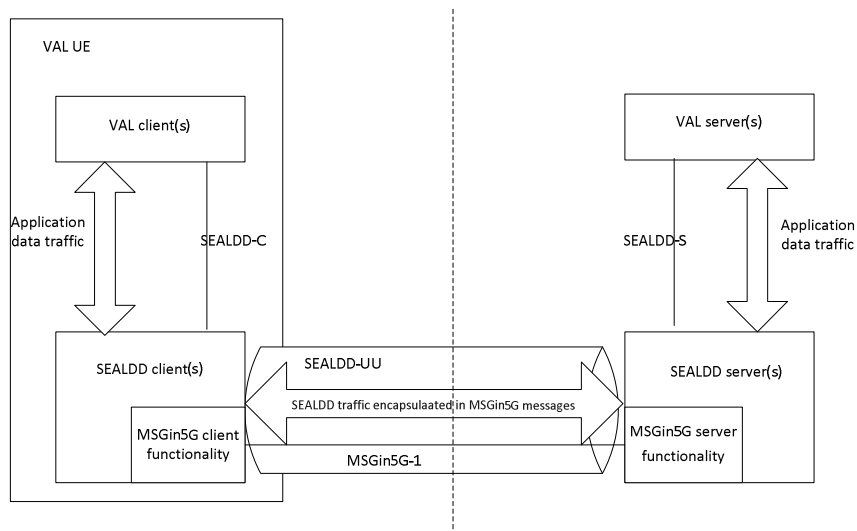 VAL UE
VAL client(s)
VAL server(s)
Application
data traffic
SEALDD-C
SEALDD-S
Application
data traffic
SEALDD client(s)
SEALDD-UU
SEALDD server(s)
SEALDD traffic encapsulaated in MSGin5G messages
MSGin5G client
functionality
MSGin5G server
functionality
MSGin5G-1